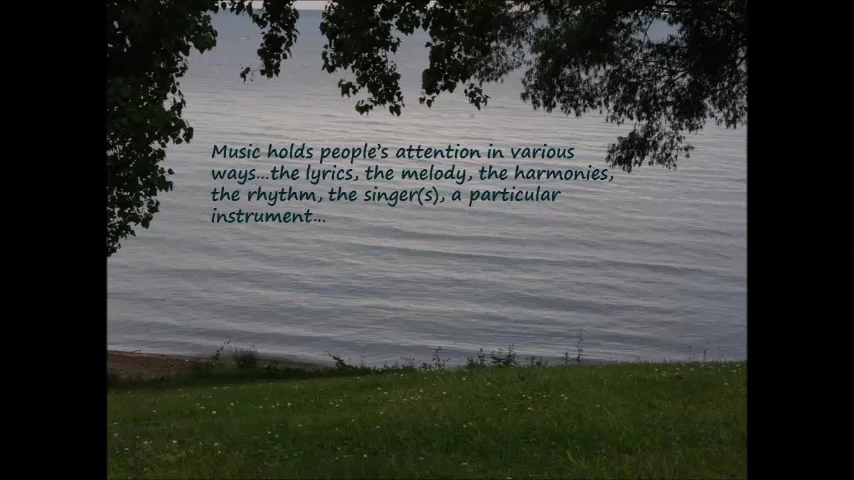 Music holds people's attention in various
ways...the lyrics, the melody, the harmonies,
the rhythm, the singer(s), a particular
instrument...